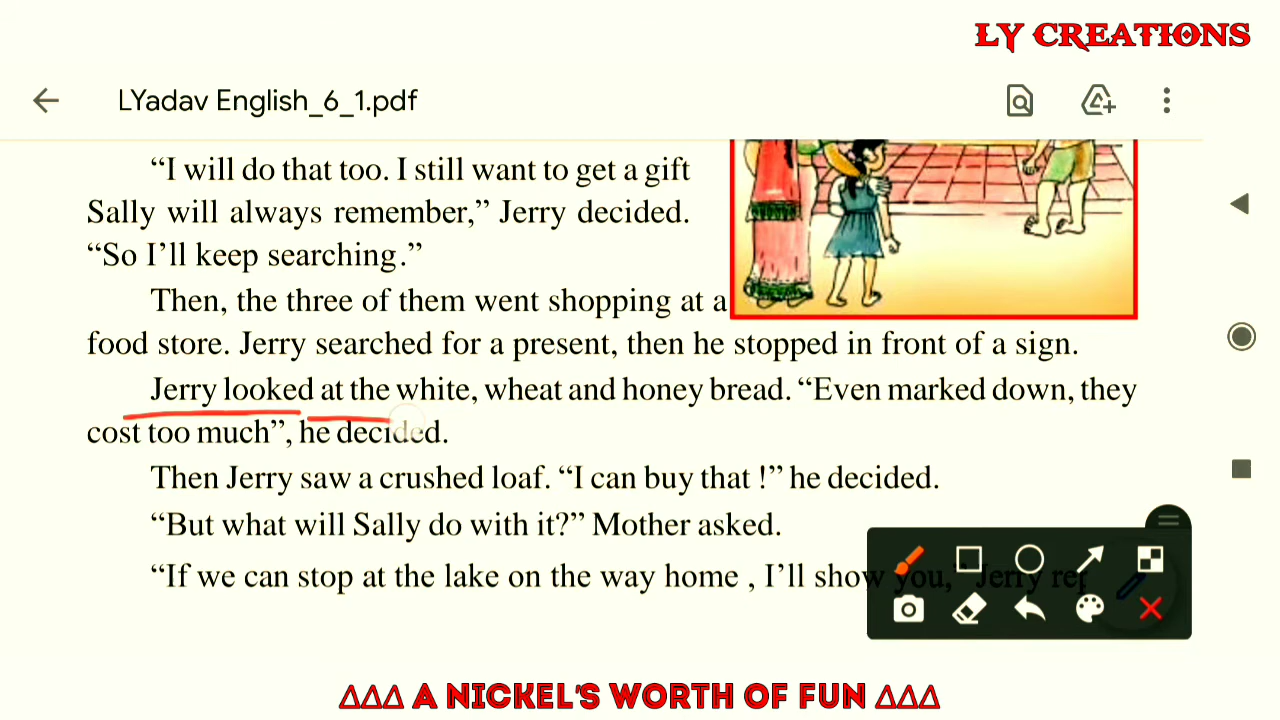 LY CREATIONS
LYadav English_6_1.pdf
“I will do that too. I still want to get a gift
Sally will always remember,” Jerry decided.
“So I’ll keep searching.”
Then, the three of them went shopping at a
food store. Jerry searched for a present, then he stopped in front of a sign.
Jerry looked at the white, wheat and honey bread. “Even marked down, they
cost too much”, he decided.
Then Jerry saw a crushed loaf. “I can buy that !” he decided.
“But what will Sally do with it?” Mother asked.
“If we can stop at the lake on the way home , I’ll show you,” Jerry
∆∆∆ A NICKEL'S WORTH OF FUN ∆∆∆